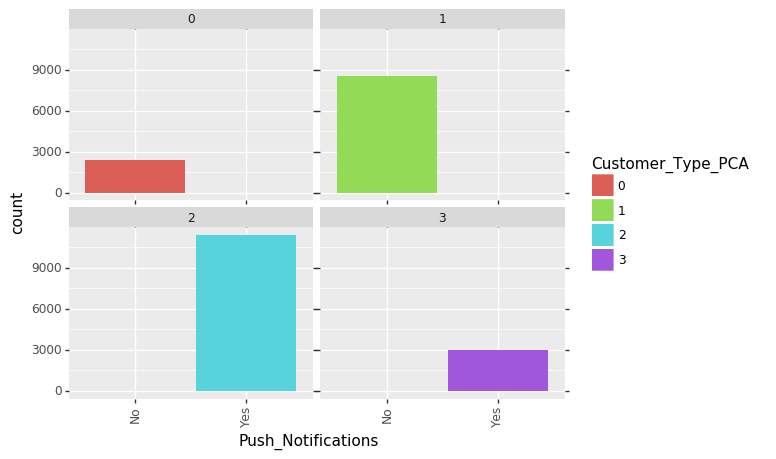 0
1
9000
6000
3000
0
2
3
9000
6000
3000
0
No
Yes
No
Yes
count
Push_Notifications
Customer_Type_PCA
0
1
2
3